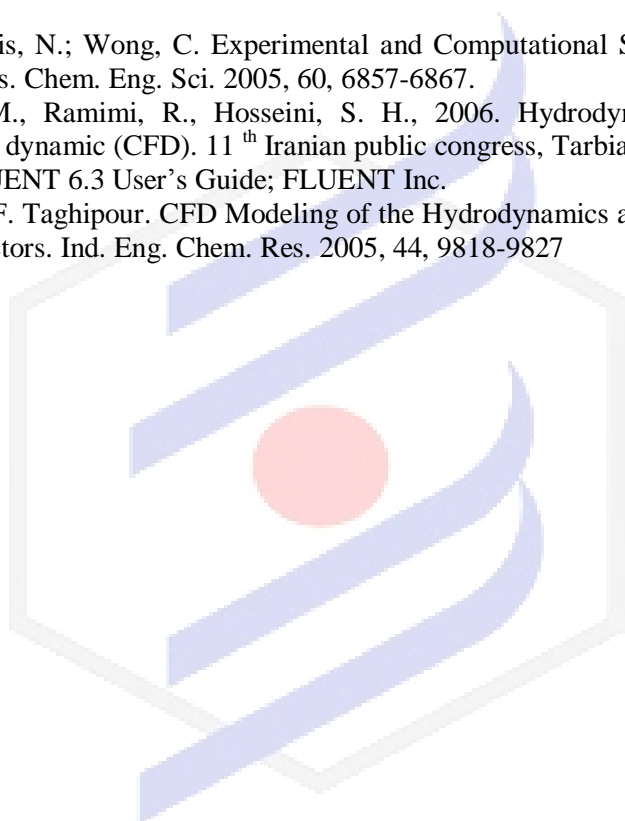 is, N.; Wong, C. Experimental and Computational S
s. Chem. Eng. Sci. 2005, 60, 6857-6867.
M., Ramimi, R., Hosseini, S. H., 2006. Hydrodyn
dynamic (CFD). 11 th Iranian public congress, Tarbia
UENT 6.3 User's Guide; FLUENT Inc.
F. Taghipour. CFD Modeling of the Hydrodynamics a
ctors. Ind. Eng. Chem. Res. 2005, 44, 9818-9827